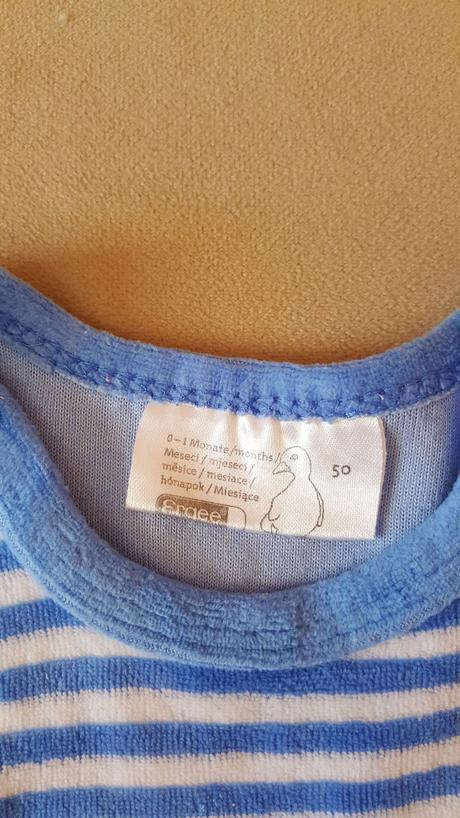 0–1 Monate/months/
Meseci/mjeseci/
měsíce/mesiace/
hónapok/Miesiące
Ergee®
50